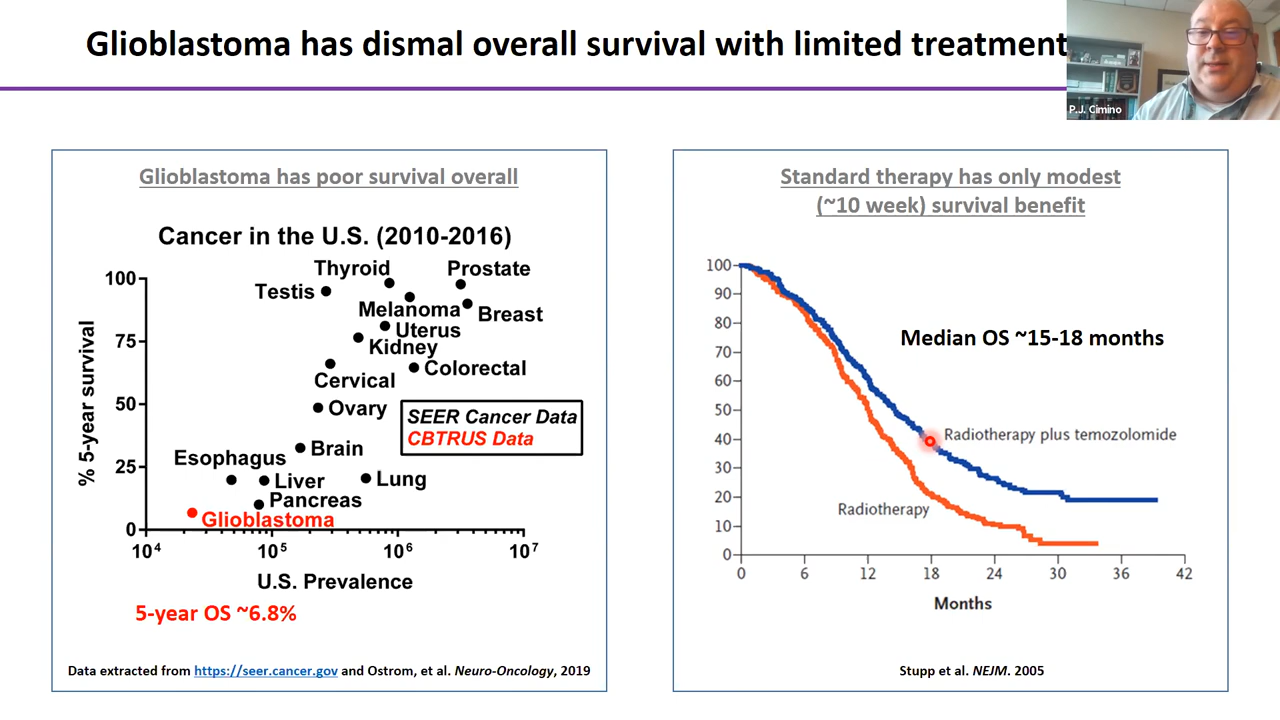 Glioblastoma has dismal overall survival with limited treatment
P.J. Cimino
Glioblastoma has poor survival overall
Cancer in the U.S. (2010-2016)
% 5-year survival
100
75
50
25
0
Thyroid
Prostate
Testis
Melanoma
Breast
Uterus
Kidney
Colorectal
Cervical
Ovary
SEER Cancer Data
CBTRUS Data
Brain
Esophagus
Liver
Lung
Pancreas
Glioblastoma
10⁴ 10⁵ 10⁶ 10⁷
U.S. Prevalence
5-year OS ~6.8%
Data extracted from https://seer.cancer.gov and Ostrom, et al. Neuro-Oncology, 2019
Standard therapy has only modest
(~10 week) survival benefit
100
90
80
70
60
50
40
30
20
10
0
Median OS ~15-18 months
Radiotherapy plus temozolomide
Radiotherapy
0 6 12 18 24 30 36 42
Months
Stupp et al. NEJM. 2005